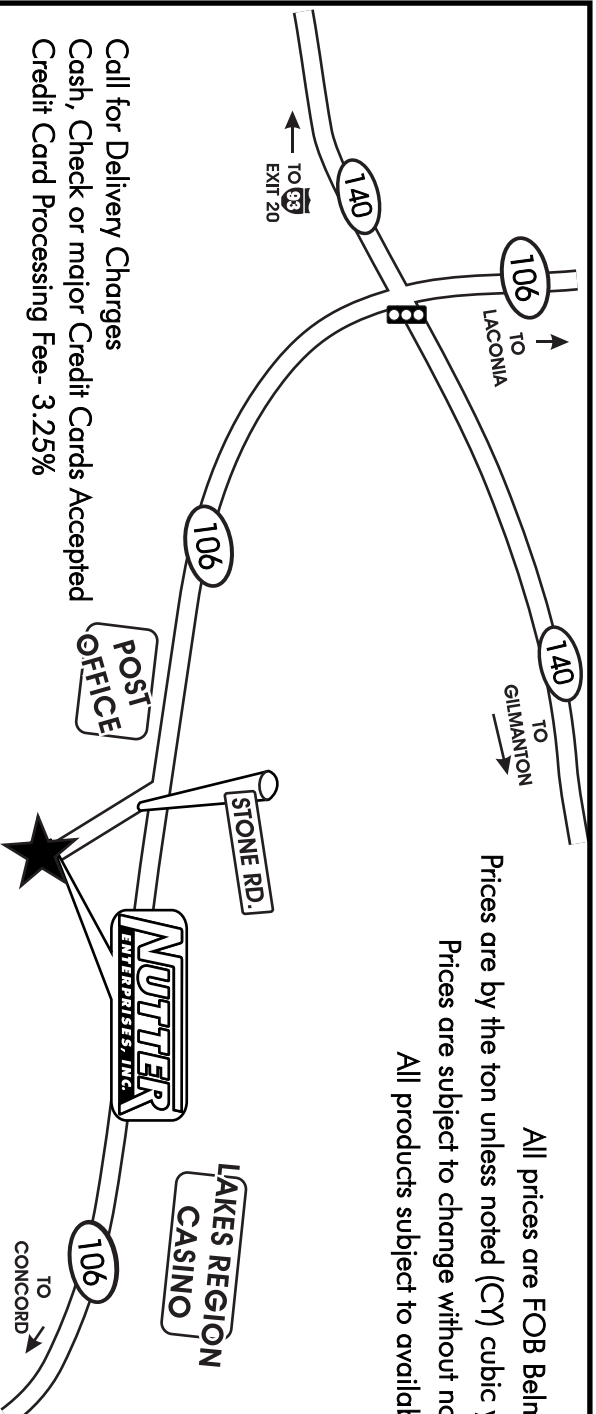 106
TO
LACONIA
140
TO
GILMANTON
All prices are FOB
Prices are by the ton unless noted (CY) cubic
Prices are subject to change without
All products subject to
140
TO 93
EXIT 20
106
STONE RD.
LAKES REGION
CASINO
NUTTER
ENTERPRISES, INC.
POST
OFFICE
106
TO
CONCORD
Call for Delivery Charges
Cash, Check or major Credit Cards Accepted
Credit Card Processing Fee- 3.25%